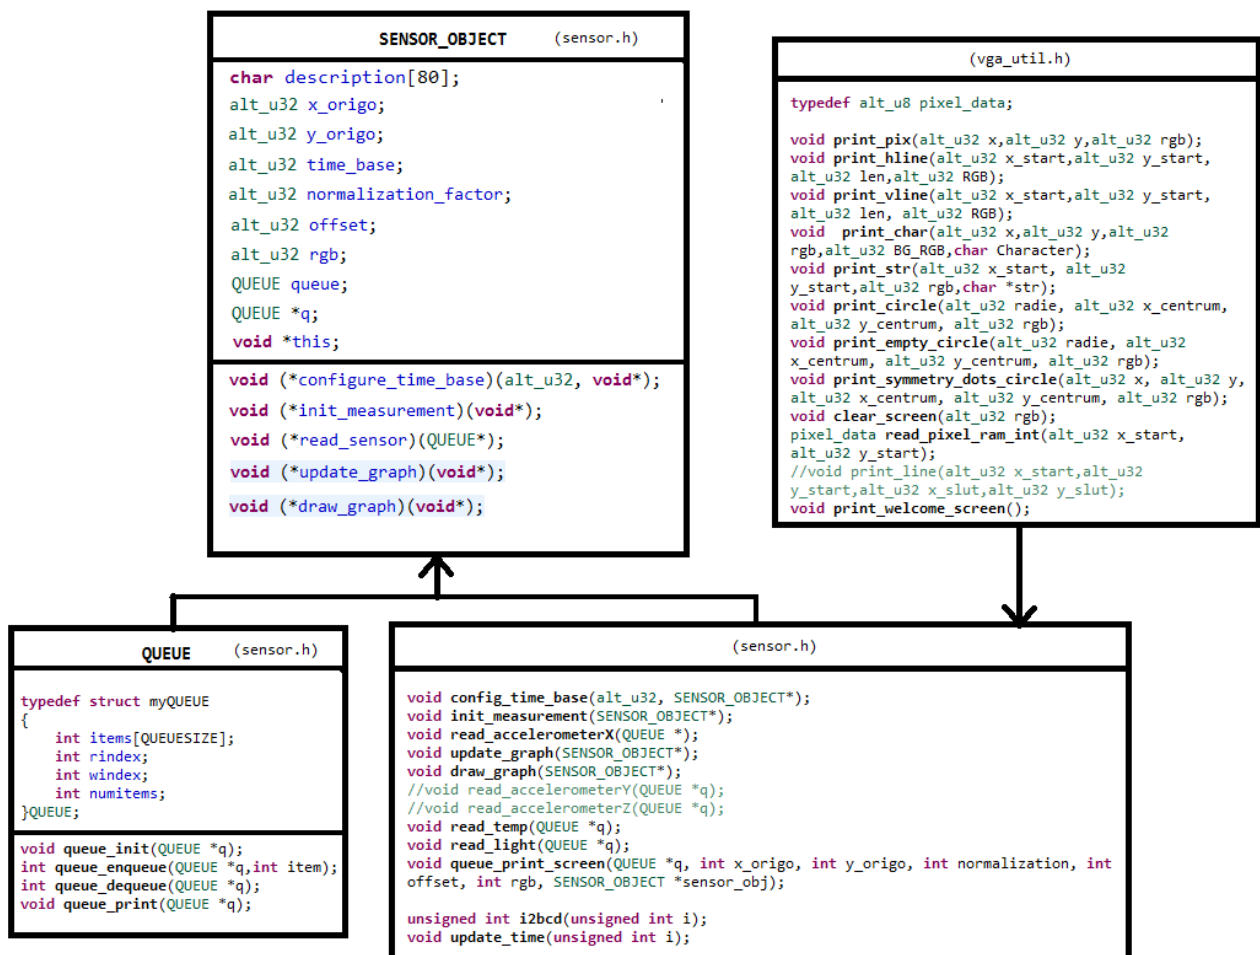 SENSOR_OBJECT (sensor.h)
char description[80];
alt_u32 x_origo;
alt_u32 y_origo;
alt_u32 time_base;
alt_u32 normalization_factor;
alt_u32 offset;
alt_u32 rgb;
QUEUE queue;
QUEUE *q;
void *this;
void (*configure_time_base)(alt_u32, void*);
void (*init_measurement)(void*);
void (*read_sensor)(QUEUE*);
void (*update_graph)(void*);
void (*draw_graph)(void*);
(vga_util.h)
typedef alt_u8 pixel_data;
void print_pix(alt_u32 x,alt_u32 y,alt_u32 rgb);
void print_hline(alt_u32 x_start,alt_u32 y_start,
alt_u32 len,alt_u32 RGB);
void print_vline(alt_u32 x_start,alt_u32 y_start,
alt_u32 len, alt_u32 RGB);
void  print_char(alt_u32 x,alt_u32 y,alt_u32
rgb,alt_u32 BG_RGB,char Character);
void print_str(alt_u32 x_start, alt_u32
y_start,alt_u32 rgb,char *str);
void print_circle(alt_u32 radie, alt_u32 x_centrum,
alt_u32 y_centrum, alt_u32 rgb);
void print_empty_circle(alt_u32 radie, alt_u32
x_centrum, alt_u32 y_centrum, alt_u32 rgb);
void print_symmetry_dots_circle(alt_u32 x, alt_u32 y,
alt_u32 x_centrum, alt_u32 y_centrum, alt_u32 rgb);
void clear_screen(alt_u32 rgb);
pixel_data read_pixel_ram_int(alt_u32 x_start,
alt_u32 y_start);
//void print_line(alt_u32 x_start,alt_u32
y_start,alt_u32 x_slut,alt_u32 y_slut);
void print_welcome_screen();
QUEUE (sensor.h)
typedef struct myQUEUE
{
int items[QUEUESIZE];
int rindex;
int windex;
int numitems;
}QUEUE;
void queue_init(QUEUE *q);
int queue_enqueue(QUEUE *q,int item);
int queue_dequeue(QUEUE *q);
void queue_print(QUEUE *q);
(sensor.h)
void config_time_base(alt_u32, SENSOR_OBJECT*);
void init_measurement(SENSOR_OBJECT*);
void read_accelerometerX(QUEUE *);
void update_graph(SENSOR_OBJECT*);
void draw_graph(SENSOR_OBJECT*);
//void read_accelerometerY(QUEUE *q);
//void read_accelerometerZ(QUEUE *q);
void read_temp(QUEUE *q);
void read_light(QUEUE *q);
void queue_print_screen(QUEUE *q, int x_origo, int y_origo, int normalization, int
offset, int rgb, SENSOR_OBJECT *sensor_obj);
unsigned int i2bcd(unsigned int i);
void update_time(unsigned int i);